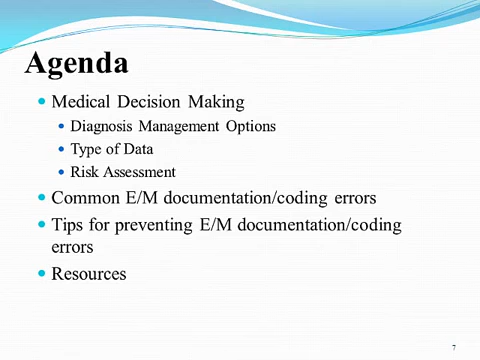 Agenda
Medical Decision Making
Diagnosis Management Options
Type of Data
Risk Assessment
Common E/M documentation/coding errors
Tips for preventing E/M documentation/coding
errors
Resources
7